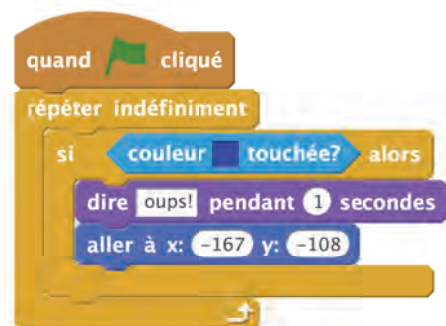 quand cliqué
répéter indéfiniment
si couleur touchée? alors
dire oups! pendant 1 secondes
aller à x: -167 y: -108